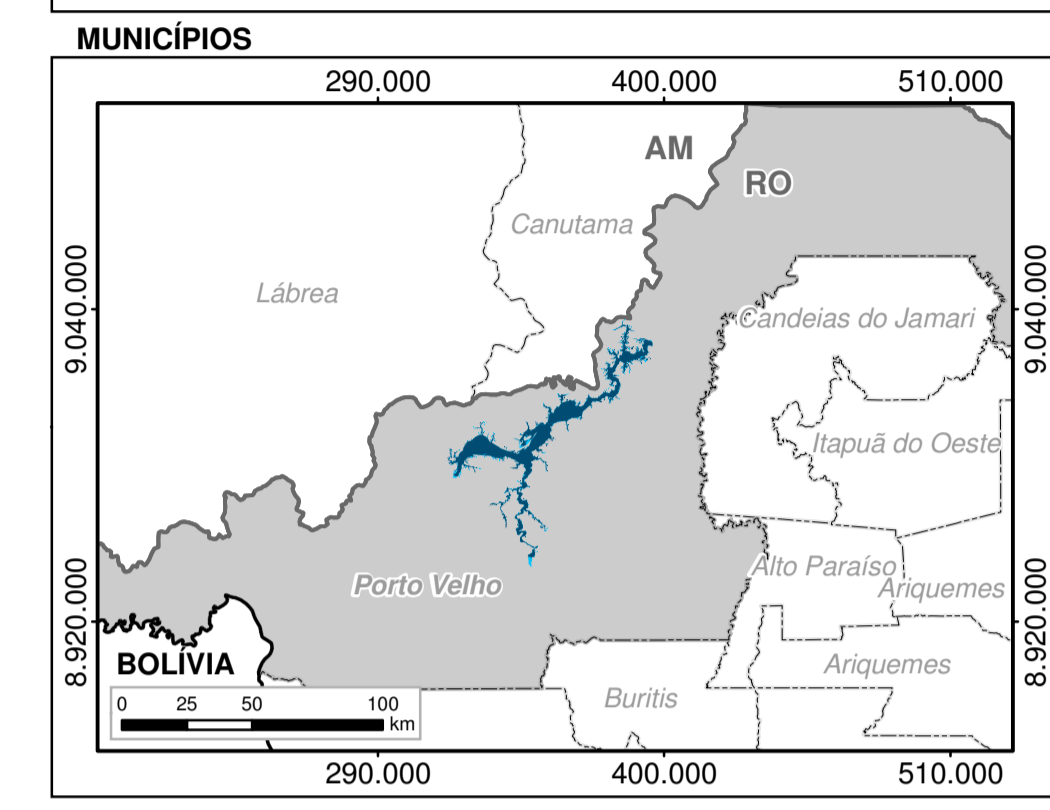 MUNICÍPIOS
290.000 400.000 510.000
AM
RO
Canutama
Lábrea
9.040.000
9.040.000
Candeias do Jamari
Itapuã do Oeste
Alto Paraíso
Ariquemes
Porto Velho
8.920.000
8.920.000
BOLÍVIA
Ariquemes
Buritis
0 25 50 100
km
290.000 400.000 510.000